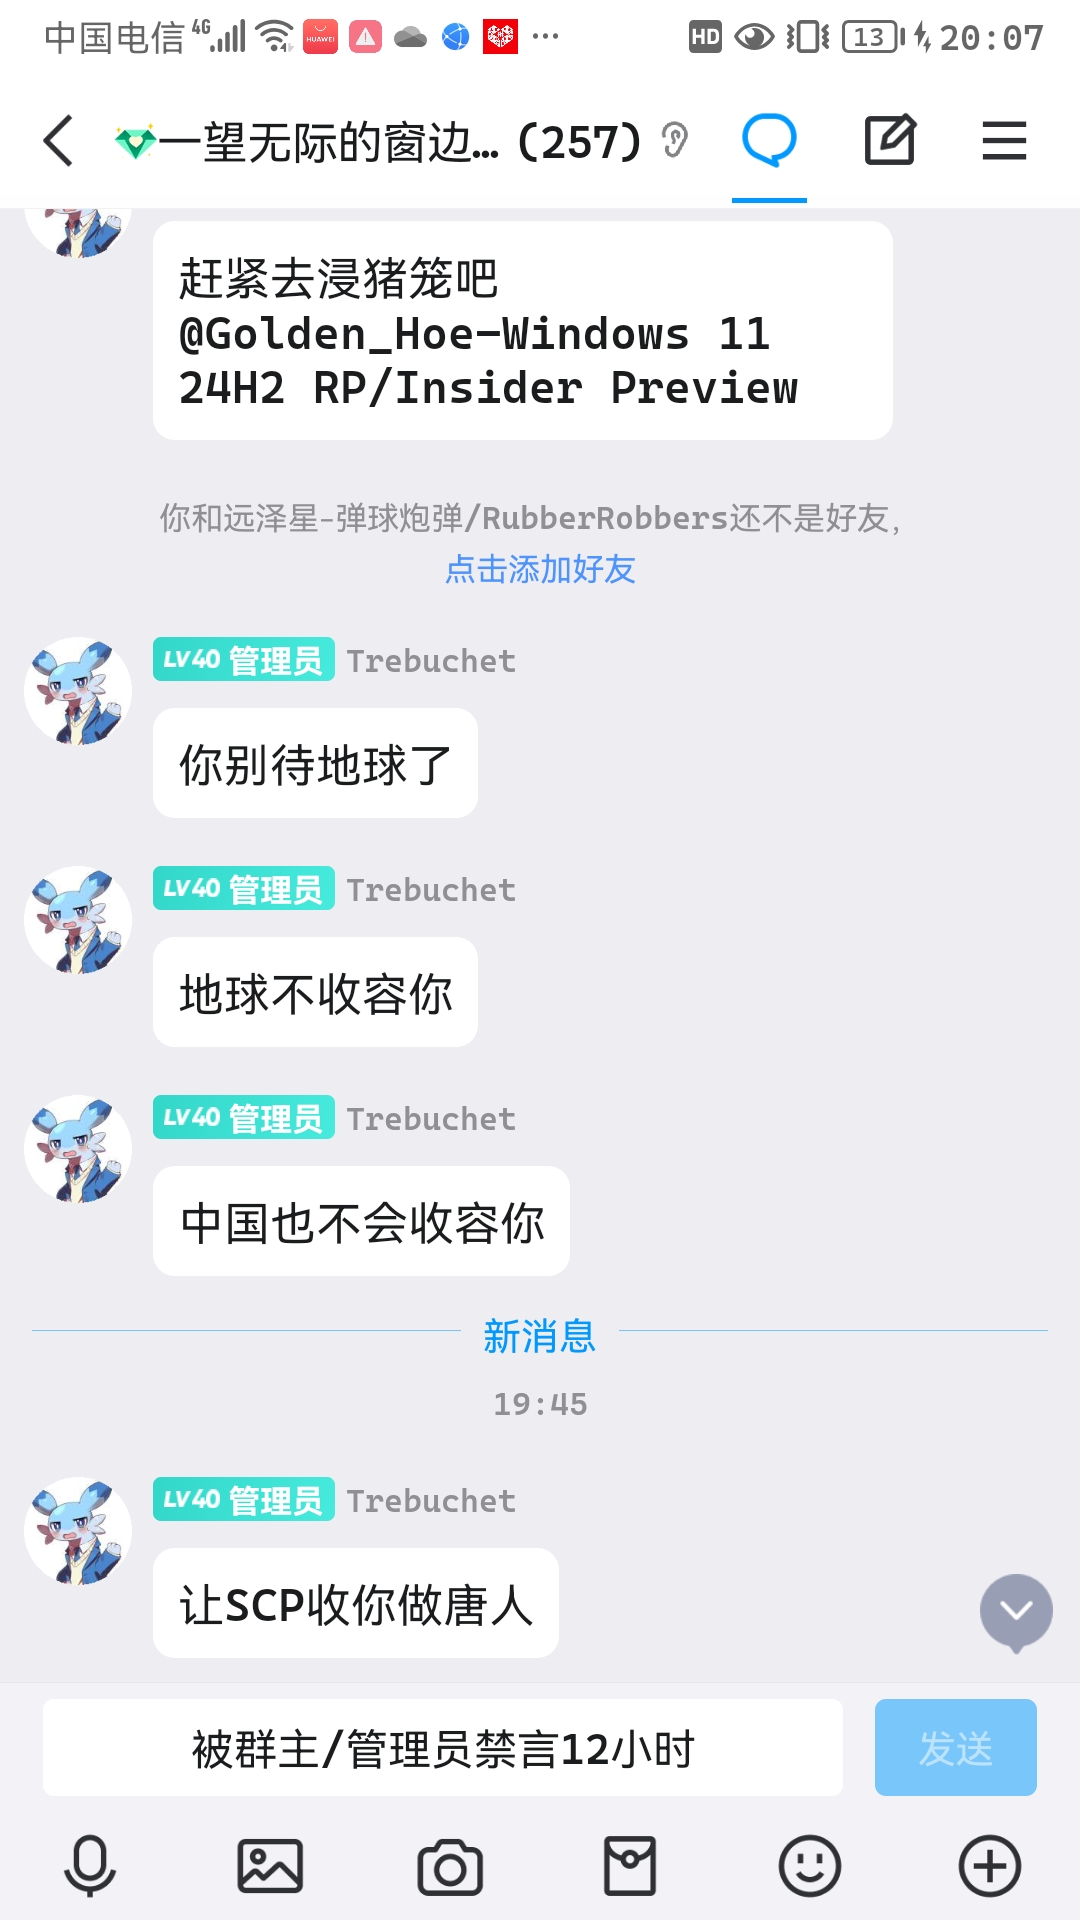 中国电信 4G HUAWEI HD 13 20:07
一望无际的窗边... (257)
赶紧去浸猪笼吧
@Golden_Hoe-Windows 11
24H2 RP/Insider Preview
你和远泽星-弹球炮弹/RubberRobbers还不是好友，
点击添加好友
LV40 管理员 Trebuchet
你别待地球了
LV40 管理员 Trebuchet
地球不收容你
LV40 管理员 Trebuchet
中国也不会收容你
新消息
19:45
LV40 管理员 Trebuchet
让SCP收你做唐人
被群主/管理员禁言12小时
发送